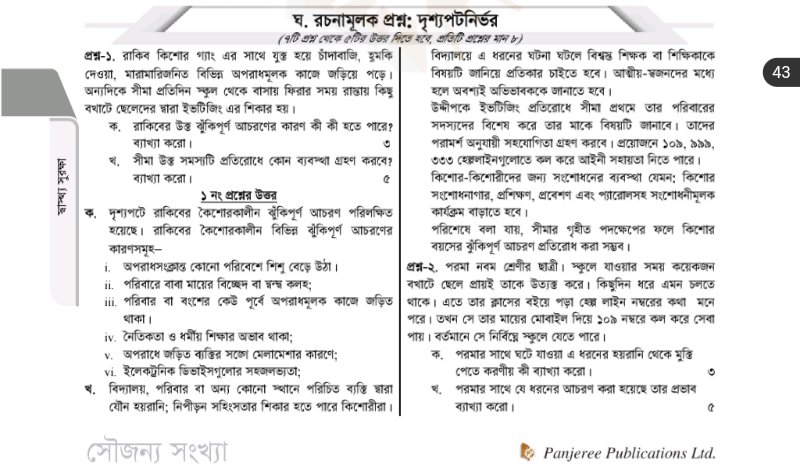 ঘ. রচনামূলক প্রশ্ন: দৃশ্যপটনির্ভর
(৭টি প্রশ্ন থেকে ৫টির উত্তর দিতে হবে, প্রতিটি প্রশ্নের মান ৮)
প্রশ্ন-১. রাকিব কিশোর গ্যাং এর সাথে যুক্ত হয়ে চাঁদাবাজি, হুমকি
দেওয়া, মারামারিজনিত বিভিন্ন অপরাধমূলক কাজে জড়িয়ে পড়ে।
অন্যদিকে সীমা প্রতিদিন স্কুল থেকে বাসায় ফিরার সময় রাস্তায় কিছু
বখাটে ছেলেদের দ্বারা ইভটিজিং এর শিকার হয়।
ক. রাকিবের উক্ত ঝুঁকিপূর্ণ আচরণের কারণ কী কী হতে পারে?
ব্যাখ্যা করো। ৩
খ. সীমা উক্ত সমস্যটি প্রতিরোধে কোন ব্যবস্থা গ্রহণ করবে?
ব্যাখ্যা করো। ৫
১ নং প্রশ্নের উত্তর
ক. দৃশ্যপটে রাকিবের কৈশোরকালীন ঝুঁকিপূর্ণ আচরণ পরিলক্ষিত
হয়েছে। রাকিবের কৈশোরকালীন বিভিন্ন ঝুঁকিপূর্ণ আচরণের
কারণসমূহ–
i. অপরাধসংক্রান্ত কোনো পরিবেশে শিশু বেড়ে উঠা।
ii. পরিবারে বাবা মায়ের বিচ্ছেদ বা দ্বন্দ্ব কলহ;
iii. পরিবার বা বংশের কেউ পূর্বে অপরাধমূলক কাজে জড়িত
থাকা।
iv. নৈতিকতা ও ধর্মীয় শিক্ষার অভাব থাকা;
v. অপরাধে জড়িত ব্যক্তির সঙ্গে মেলামেশার কারণে;
vi. ইলেকট্রনিক ডিভাইসগুলোর সহজলভ্যতা;
খ. বিদ্যালয়, পরিবার বা অন্য কোনো স্থানে পরিচিত ব্যক্তি দ্বারা
যৌন হয়রানি; নিপীড়ন সহিংসতার শিকার হতে পারে কিশোরীরা।
বিদ্যালয়ে এ ধরনের ঘটনা ঘটলে বিশ্বস্ত শিক্ষক বা শিক্ষিকাকে
বিষয়টি জানিয়ে প্রতিকার চাইতে হবে। আত্মীয়-স্বজনদের মধ্যে
হলে অবশ্যই অভিভাবককে জানাতে হবে।
উদ্দীপকে ইভটিজিং প্রতিরোধে সীমা প্রথমে তার পরিবারের
সদস্যদের বিশেষ করে তার মাকে বিষয়টি জানাবে। তাদের
পরামর্শ অনুযায়ী সহযোগিতা গ্রহণ করবে। প্রয়োজনে ১০৯, ৯৯৯,
৩৩৩ হেল্পলাইনগুলোতে কল করে আইনী সহায়তা নিতে পারে।
কিশোর-কিশোরীদের জন্য সংশোধনের ব্যবস্থা যেমন: কিশোর
সংশোধনাগার, প্রশিক্ষণ, প্রবেশণ এবং প্যারোলসহ সংশোধনীমূলক
কার্যক্রম বাড়াতে হবে।
পরিশেষে বলা যায়, সীমার গৃহীত পদক্ষেপের ফলে কিশোর
বয়সের ঝুঁকিপূর্ণ আচরণ প্রতিরোধ করা সম্ভব।
প্রশ্ন-২. পরমা নবম শ্রেণীর ছাত্রী। স্কুলে যাওয়ার সময় কয়েকজন
বখাটে ছেলে প্রায়ই তাকে উত্যক্ত করে। কিছুদিন ধরে এমন চলতে
থাকে। এতে তার ক্লাসের বইয়ে পড়া হেল্প লাইন নম্বরের কথা মনে
পরে। তখন সে তার মায়ের মোবাইল দিয়ে ১০৯ নম্বরে কল করে সেবা
পায়। বর্তমানে সে নির্বিঘ্নে স্কুলে যেতে পারে।
ক. পরমার সাথে ঘটে যাওয়া এ ধরনের হয়রানি থেকে মুক্তি
পেতে করণীয় কী ব্যাখ্যা করো। ৩
খ. পরমার সাথে যে ধরনের আচরণ করা হয়েছে তার প্রভাব
ব্যাখ্যা করো। ৫
স্বাস্থ্য সুরক্ষা
43
সৌজন্য সংখ্যা
Panjeree Publications Ltd.